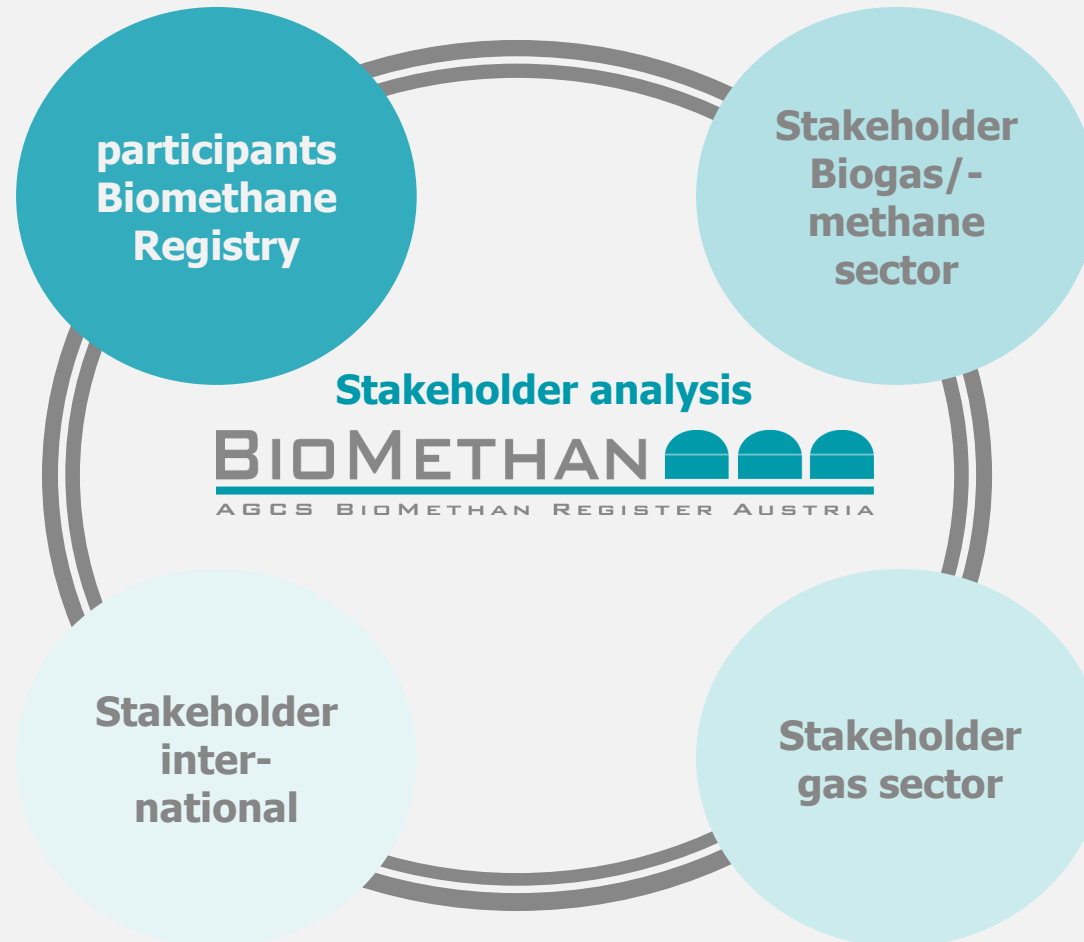 participants
Biomethane
Registry
Stakeholder
Biogas/-
methane
sector
Stakeholder analysis
BIOMETHAN
AGCS BIOMETHAN REGISTER AUSTRIA
Stakeholder
inter-
national
Stakeholder
gas sector